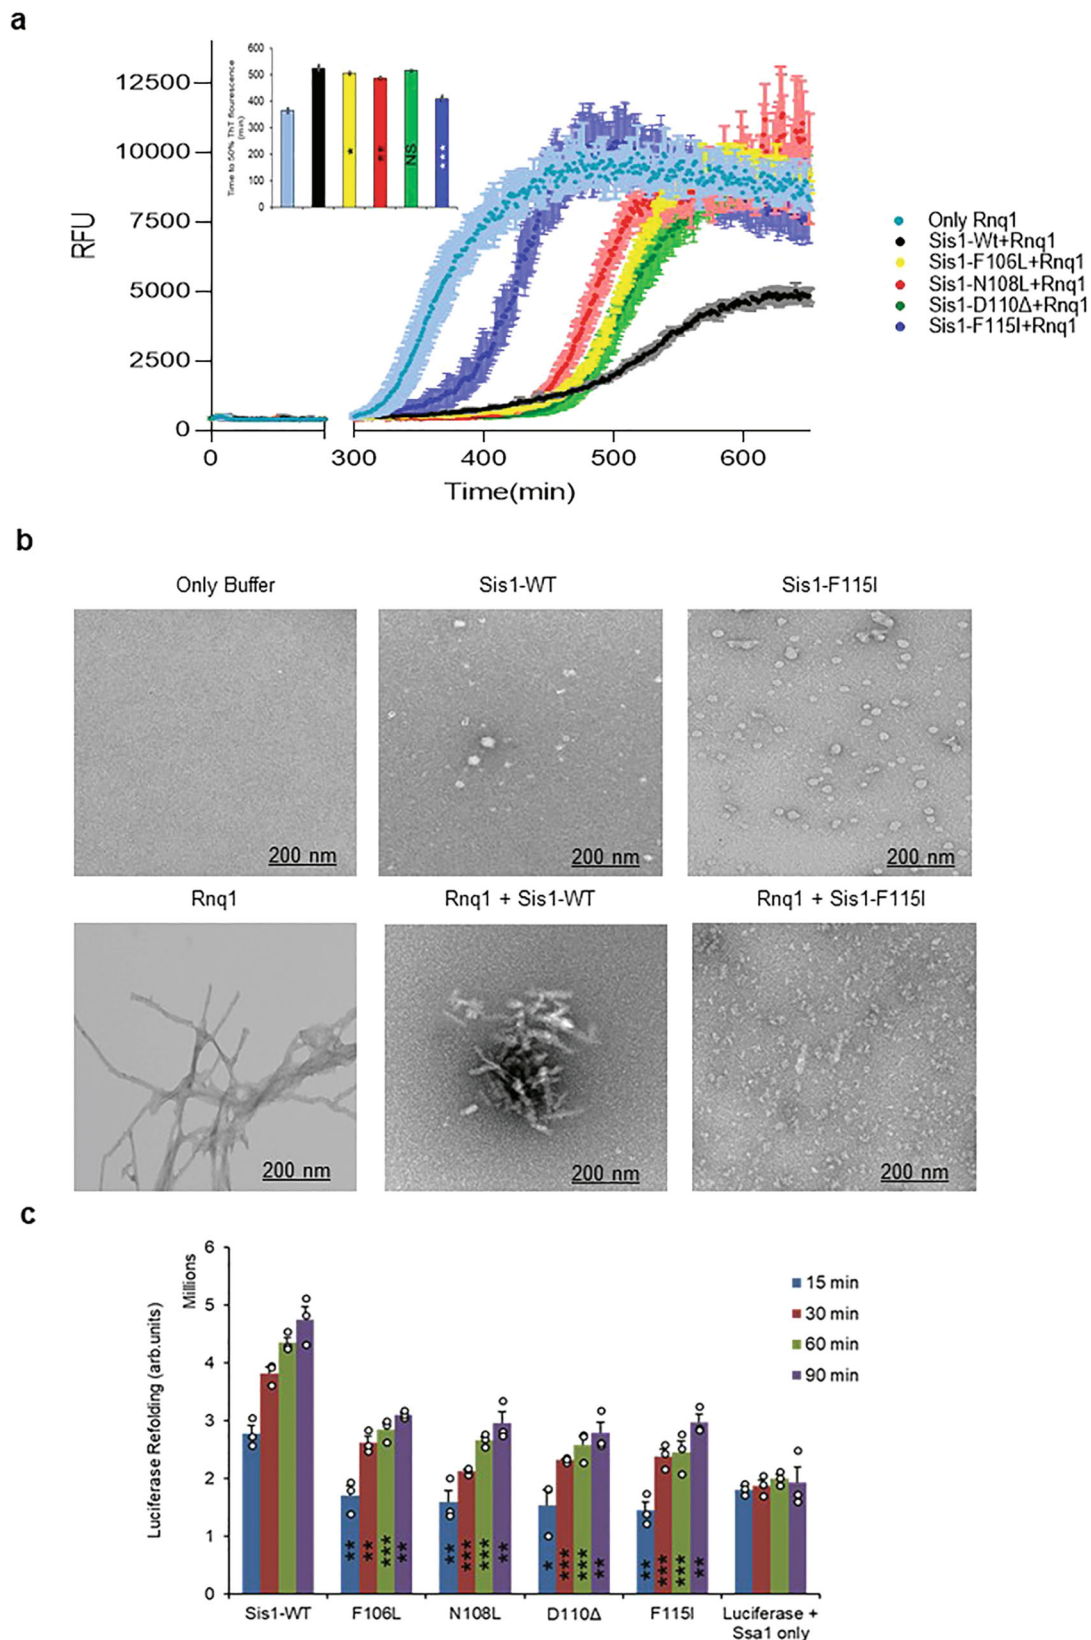 a
RFU
12500
10000
7500
5000
2500
0
0
300
400
500
600
Time(min)
Time to 50% ThT flourescence
(min)
600
500
400
300
200
100
0
*
**
NS
***
Only Rnq1
Sis1-Wt+Rnq1
Sis1-F106L+Rnq1
Sis1-N108L+Rnq1
Sis1-D110Δ+Rnq1
Sis1-F115I+Rnq1
b
Only Buffer
Sis1-WT
Sis1-F115I
200 nm
200 nm
200 nm
Rnq1
Rnq1 + Sis1-WT
Rnq1 + Sis1-F115I
200 nm
200 nm
200 nm
c
Luciferase Refolding (arb.units)
Millions
6
5
4
3
2
1
0
15 min
30 min
60 min
90 min
** ** *** **
** *** *** **
* *** *** **
** *** *** **
Sis1-WT
F106L
N108L
D110Δ
F115I
Luciferase +
Ssa1 only